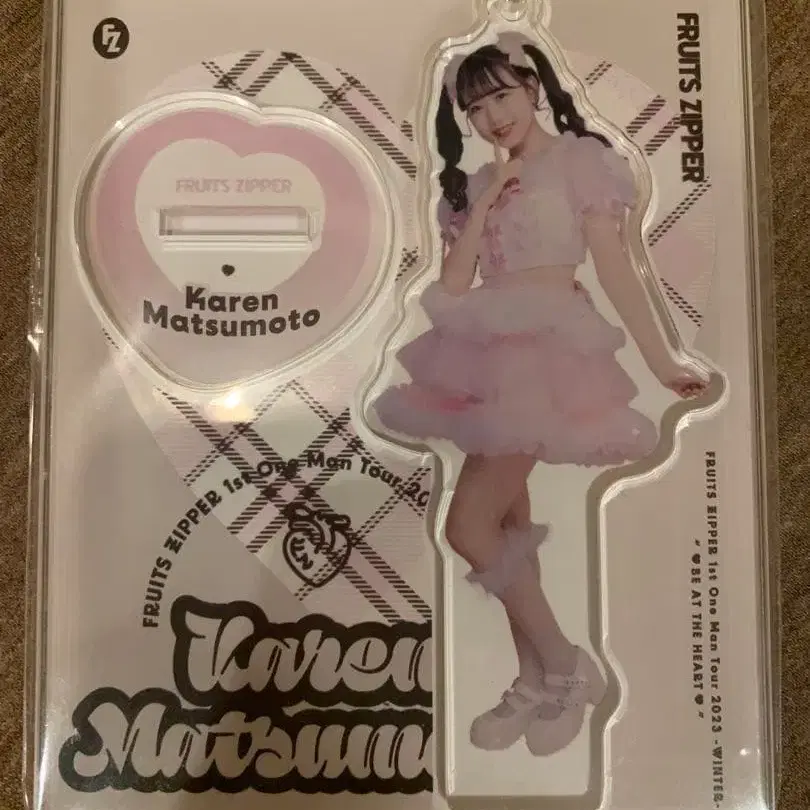 FZ
FRUITS ZIPPER
FRUITS ZIPPER
Karen
Matsumoto
FRUITS ZIPPER 1st One Man Tour 20
FZ
Karen
Matsumo
FRUITS ZIPPER 1st One Man Tour 2023 -WINTER-
"♥BE AT THE HEART♥"